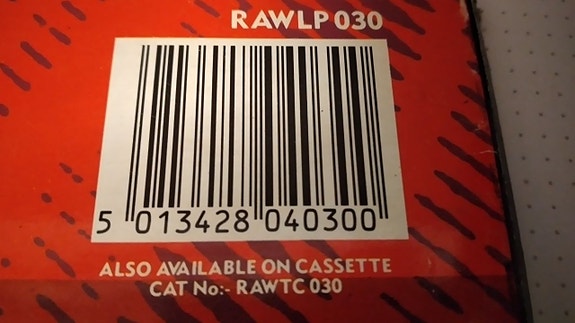 RAWLP 030
5 013428 040300
ALSO AVAILABLE ON CASSETTE
CAT No:- RAWTC 030